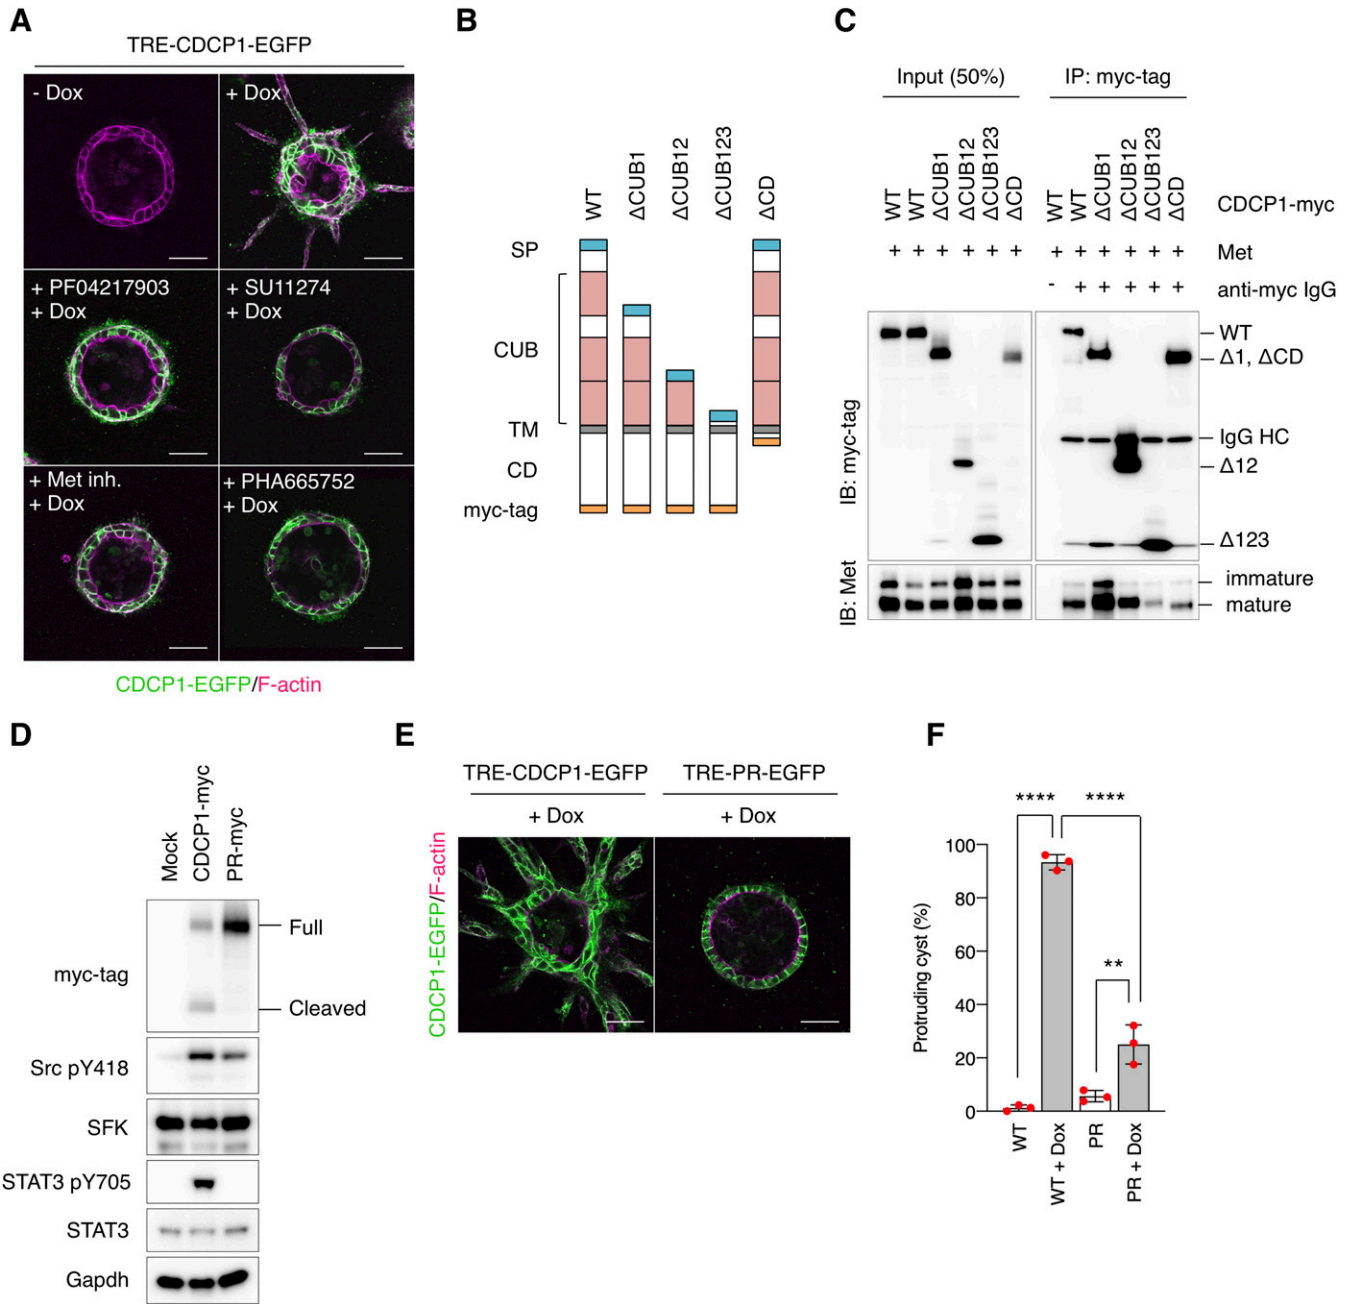 A
TRE-CDCP1-EGFP
- Dox
+ Dox
+ PF04217903
+ Dox
+ SU11274
+ Dox
+ Met inh.
+ Dox
+ PHA665752
+ Dox
CDCP1-EGFP/F-actin
B
WT
ΔCUB1
ΔCUB12
ΔCUB123
ΔCD
SP
CUB
TM
CD
myc-tag
C
Input (50%)
IP: myc-tag
WT
WT
ΔCUB1
ΔCUB12
ΔCUB123
ΔCD
WT
WT
ΔCUB1
ΔCUB12
ΔCUB123
ΔCD
CDCP1-myc
+ + + + + + + + + + + + Met
- + + + + + anti-myc IgG
IB: myc-tag
WT
Δ1, ΔCD
IgG HC
Δ12
Δ123
IB: Met
immature
mature
D
Mock
CDCP1-myc
PR-myc
myc-tag
Full
Cleaved
Src pY418
SFK
STAT3 pY705
STAT3
Gapdh
E
TRE-CDCP1-EGFP
TRE-PR-EGFP
+ Dox
+ Dox
CDCP1-EGFP/F-actin
F
****
****
**
Protruding cyst (%)
100
80
60
40
20
0
WT
WT + Dox
PR
PR + Dox